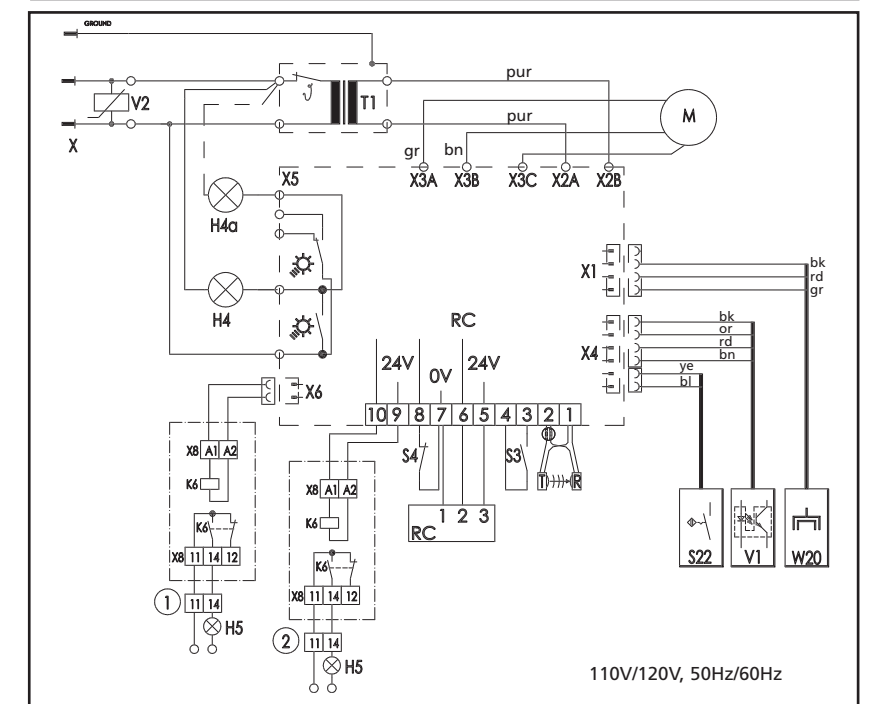 GROUND
pur
V2
T1
M
X
pur
gr bn
X5
X3A X3B X3C X2A X2B
H4a
X1
bk
rd
gr
H4
RC
bk
or
X4
rd
bn
24V 24V
0V
ye
bl
X6
10 9 8 7 6 5 4 3 2 1
X8 A1 A2
S4
S3
K6
X8 A1 A2
T R
K6
1 2 3
RC
K6
S22 V1 W20
X8 11 14 12
K6
1 11 14
X8 11 14 12
H5
2 11 14
H5
110V/120V, 50Hz/60Hz